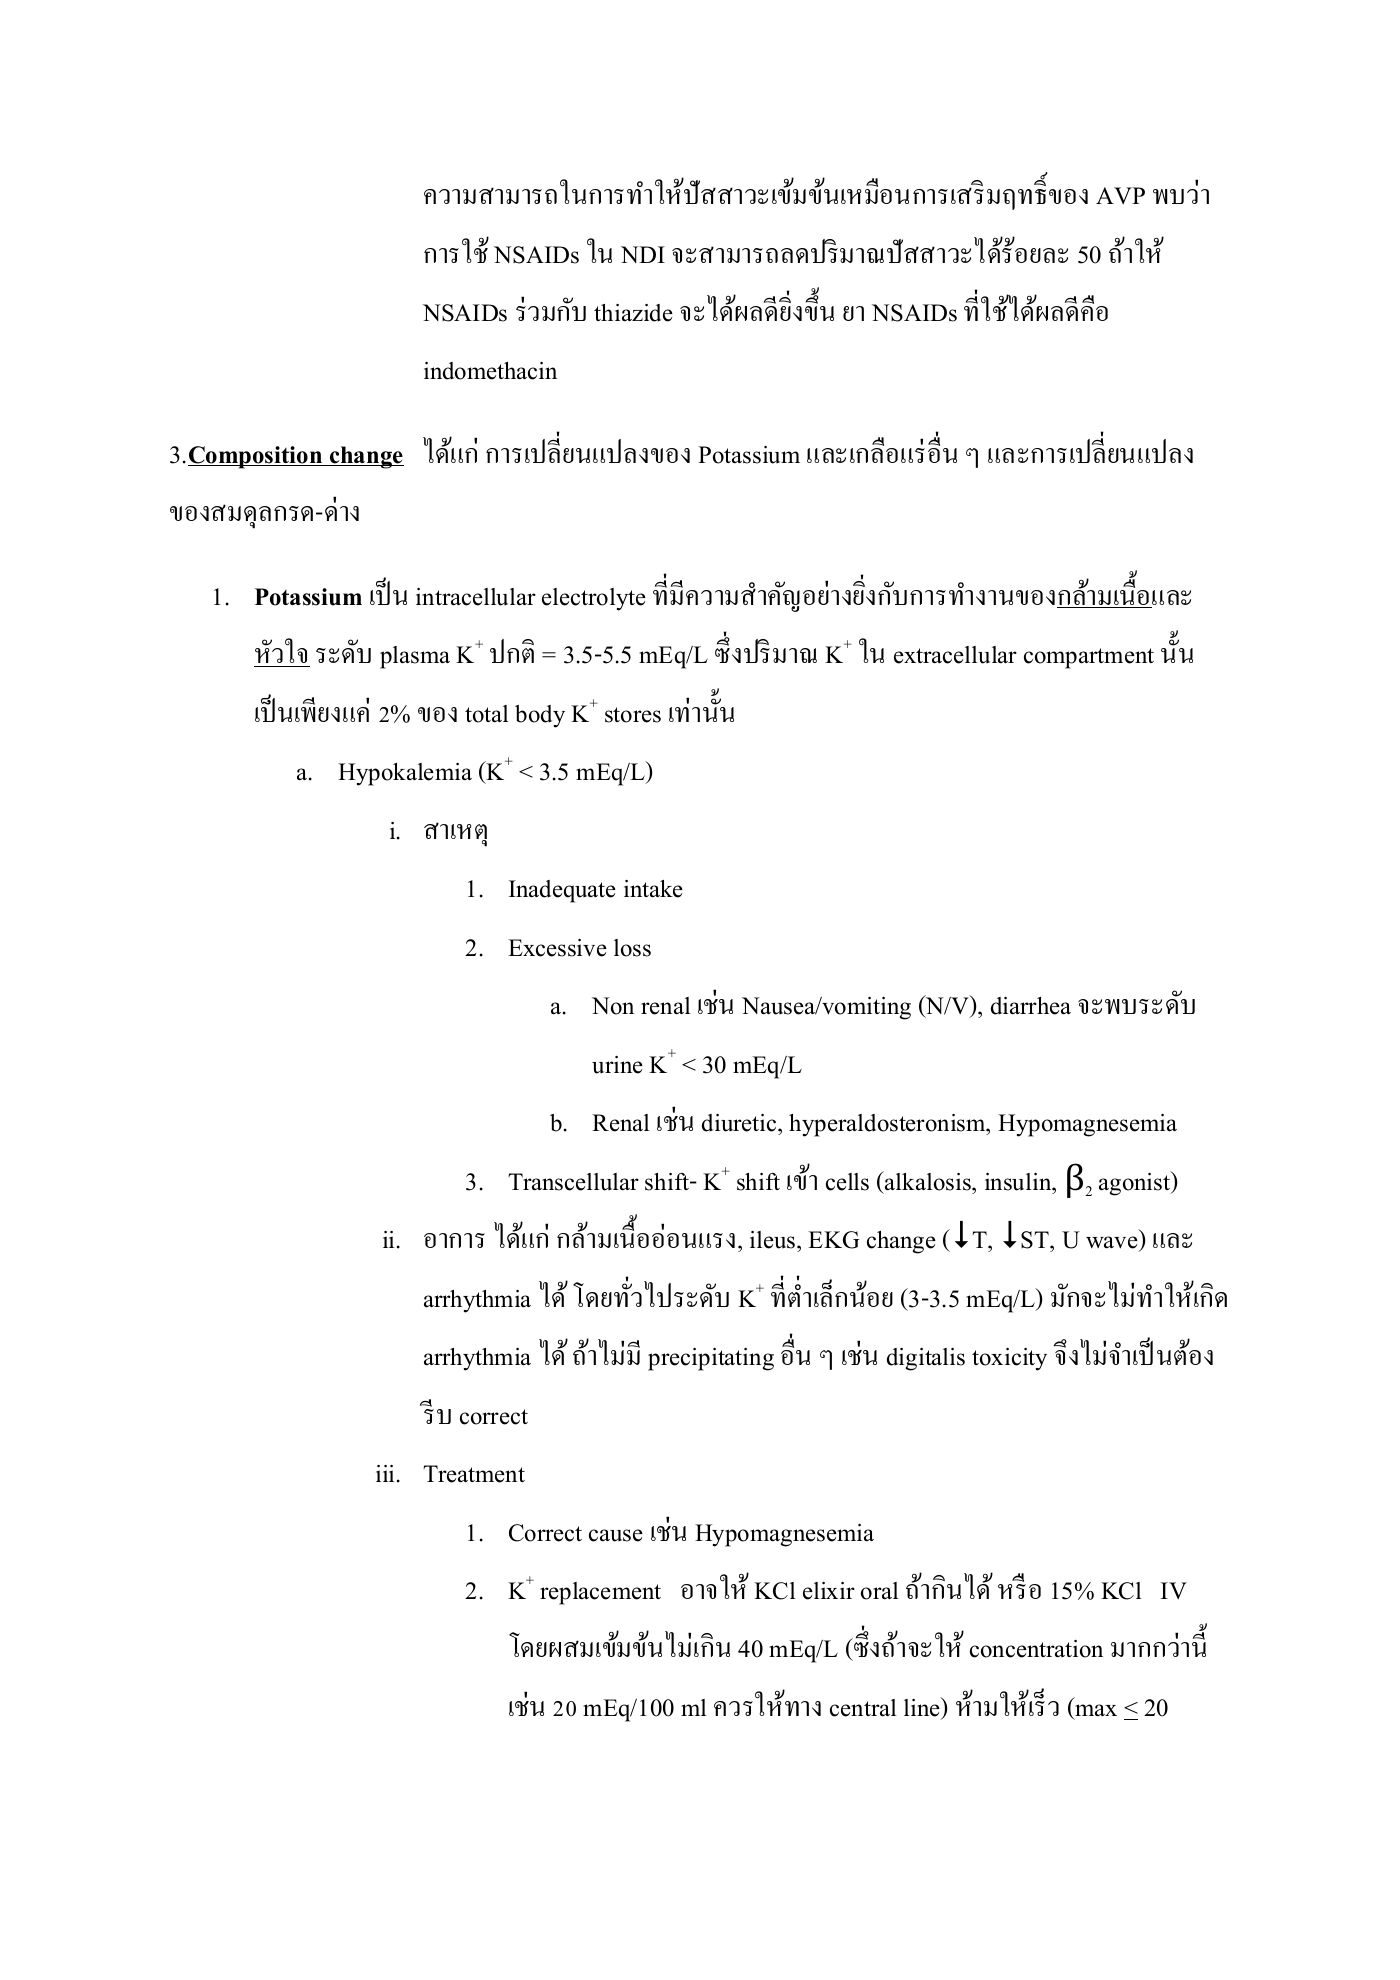 ความสามารถในการทำให้ปัสสาวะเข้มข้นเหมือนการเสริมฤทธิ์ของ AVP พบว่า
การใช้ NSAIDs ใน NDI จะสามารถลดปริมาณปัสสาวะได้ร้อยละ 50 ถ้าให้
NSAIDs ร่วมกับ thiazide จะได้ผลดียิ่งขึ้น ยา NSAIDs ที่ใช้ได้ผลดีคือ
indomethacin
3.Composition change ได้แก่ การเปลี่ยนแปลงของ Potassium และเกลือแร่อื่น ๆ และการเปลี่ยนแปลง
ของสมดุลกรด-ด่าง
1. Potassium เป็น intracellular electrolyte ที่มีความสำคัญอย่างยิ่งกับการทำงานของกล้ามเนื้อและ
หัวใจ ระดับ plasma K⁺ ปกติ = 3.5-5.5 mEq/L ซึ่งปริมาณ K⁺ ใน extracellular compartment นั้น
เป็นเพียงแค่ 2% ของ total body K⁺ stores เท่านั้น
a. Hypokalemia (K⁺ < 3.5 mEq/L)
i. สาเหตุ
1. Inadequate intake
2. Excessive loss
a. Non renal เช่น Nausea/vomiting (N/V), diarrhea จะพบระดับ
urine K⁺ < 30 mEq/L
b. Renal เช่น diuretic, hyperaldosteronism, Hypomagnesemia
3. Transcellular shift- K⁺ shift เข้า cells (alkalosis, insulin, β₂ agonist)
ii. อาการ ได้แก่ กล้ามเนื้ออ่อนแรง, ileus, EKG change (↓T, ↓ST, U wave) และ
arrhythmia ได้ โดยทั่วไประดับ K⁺ ที่ต่ำเล็กน้อย (3-3.5 mEq/L) มักจะไม่ทำให้เกิด
arrhythmia ได้ ถ้าไม่มี precipitating อื่น ๆ เช่น digitalis toxicity จึงไม่จำเป็นต้อง
รีบ correct
iii. Treatment
1. Correct cause เช่น Hypomagnesemia
2. K⁺ replacement อาจให้ KCl elixir oral ถ้ากินได้ หรือ 15% KCl IV
โดยผสมเข้มข้นไม่เกิน 40 mEq/L (ซึ่งถ้าจะให้ concentration มากกว่านี้
เช่น 20 mEq/100 ml ควรให้ทาง central line) ห้ามให้เร็ว (max ≤ 20